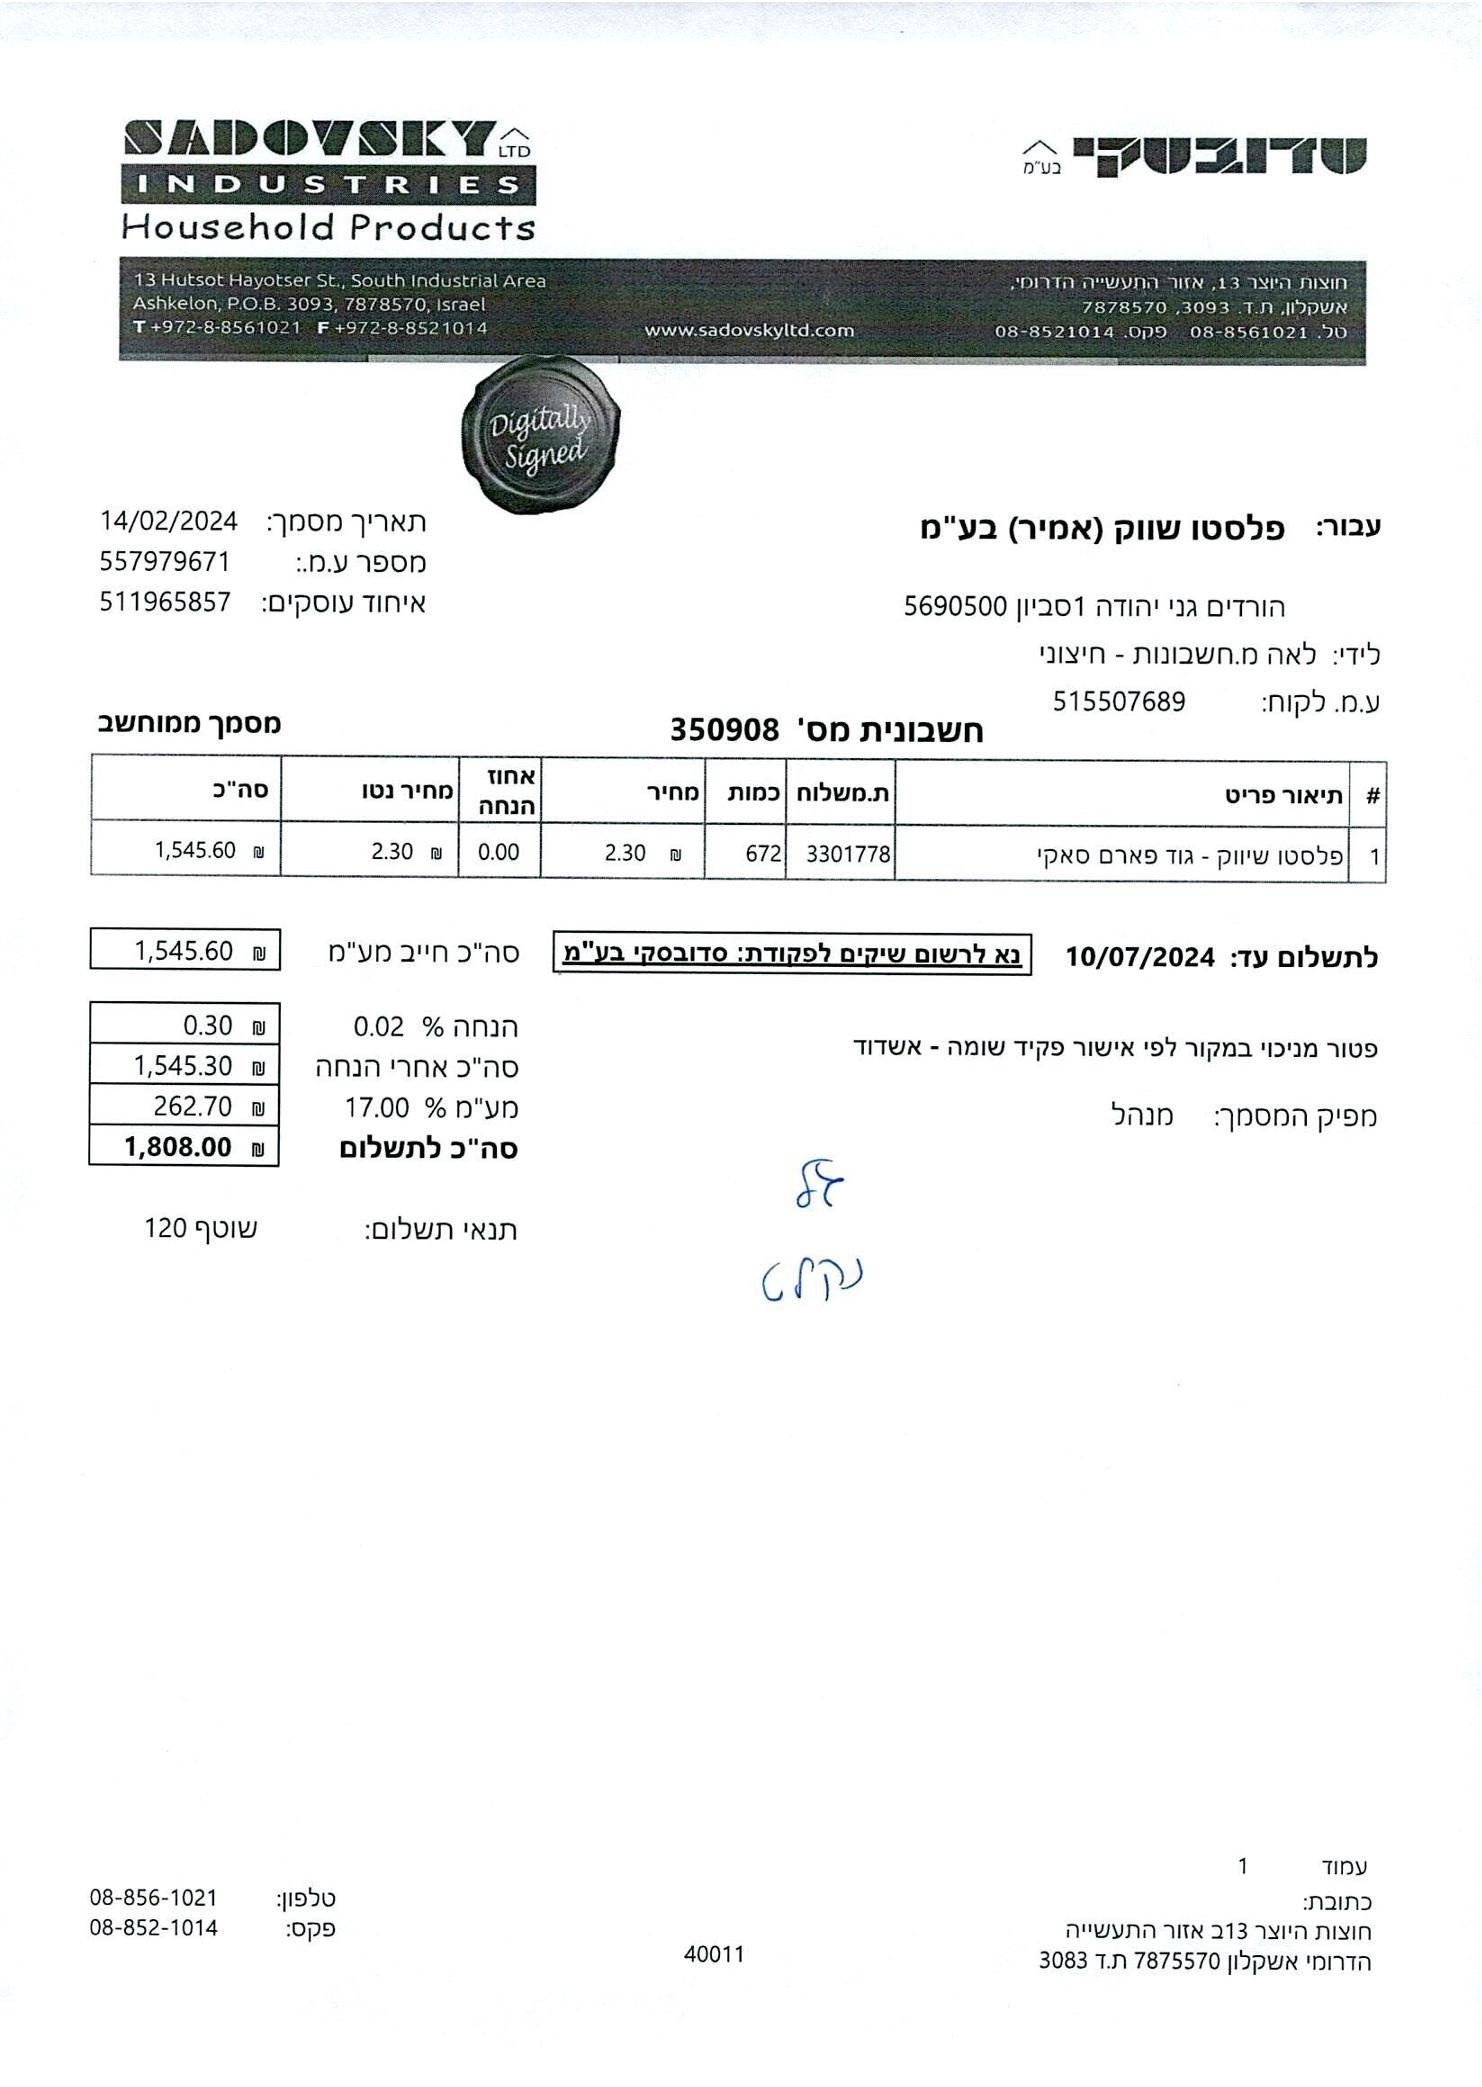 SADOVSKY LTD
INDUSTRIES
Household Products
סדובסקי בע"מ
13 Hutsot Hayotser St., South Industrial Area
Ashkelon, P.O.B. 3093, 7878570, Israel
T +972-8-8561021 F +972-8-8521014
www.sadovskyltd.com
חוצות היוצר 13, אזור התעשייה הדרומי,
אשקלון, ת.ד. 3093, 7878570
טל. 08-8561021 פקס. 08-8521014
Digitally
Signed
עבור: פלסטו שווק (אמיר) בע"מ
הורדים גני יהודה 1סביון 5690500
לידי: לאה מ.חשבונות - חיצוני
ע.מ. לקוח: 515507689
תאריך מסמך: 14/02/2024
מספר ע.מ.: 557979671
איחוד עוסקים: 511965857
חשבונית מס' 350908
מסמך ממוחשב
# תיאור פריט ת.משלוח כמות מחיר אחוז הנחה מחיר נטו סה"כ
1 פלסטו שיווק - גוד פארם סאקי 3301778 672 ₪ 2.30 0.00 ₪ 2.30 ₪ 1,545.60
לתשלום עד: 10/07/2024
נא לרשום שיקים לפקודת: סדובסקי בע"מ
סה"כ חייב מע"מ ₪ 1,545.60
הנחה % 0.02 ₪ 0.30
סה"כ אחרי הנחה ₪ 1,545.30
מע"מ % 17.00 ₪ 262.70
סה"כ לתשלום ₪ 1,808.00
פטור מניכוי במקור לפי אישור פקיד שומה - אשדוד
מפיק המסמך: מנהל
תנאי תשלום: שוטף 120
נקלט
עמוד 1
כתובת:
חוצות היוצר 13ב אזור התעשייה
הדרומי אשקלון 7875570 ת.ד 3083
40011
טלפון: 08-856-1021
פקס: 08-852-1014